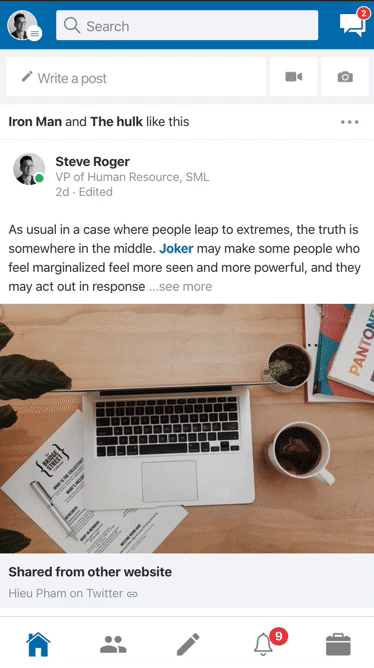 2
Search
Write a post
Iron Man and The hulk like this
Steve Roger
VP of Human Resource, SML
2d · Edited
As usual in a case where people leap to extremes, the truth is
somewhere in the middle. Joker may make some people who
feel marginalized feel more seen and more powerful, and they
may act out in response ...see more
PANTONE
{THE
BRIDGE
STREET}
Shared from other website
Hieu Pham on Twitter
9